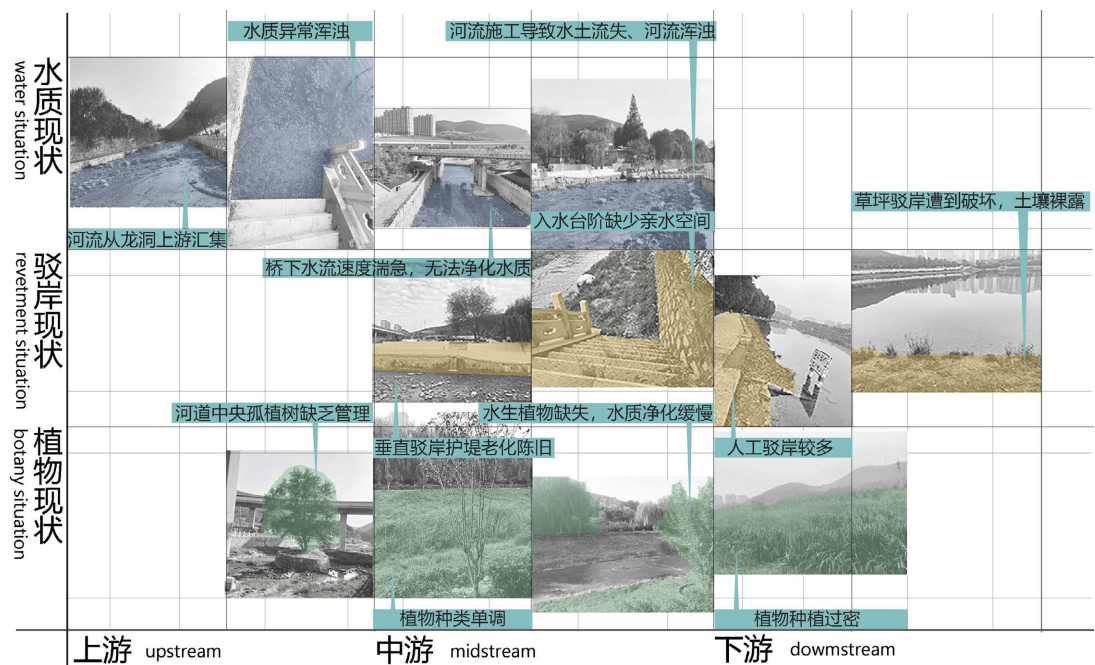 水质异常浑浊
河流施工导致水土流失、河流浑浊
水质现状
water situation
草坪驳岸遭到破坏，土壤裸露
入水台阶缺少亲水空间
河流从龙洞上游汇集
桥下水流速度湍急，无法净化水质
驳岸现状
revetment situation
河道中央孤植树缺乏管理
水生植物缺失，水质净化缓慢
垂直驳岸护堤老化陈旧
人工驳岸较多
植物现状
botany situation
植物种类单调
植物种植过密
上游 upstream
中游 midstream
下游 dowmstream